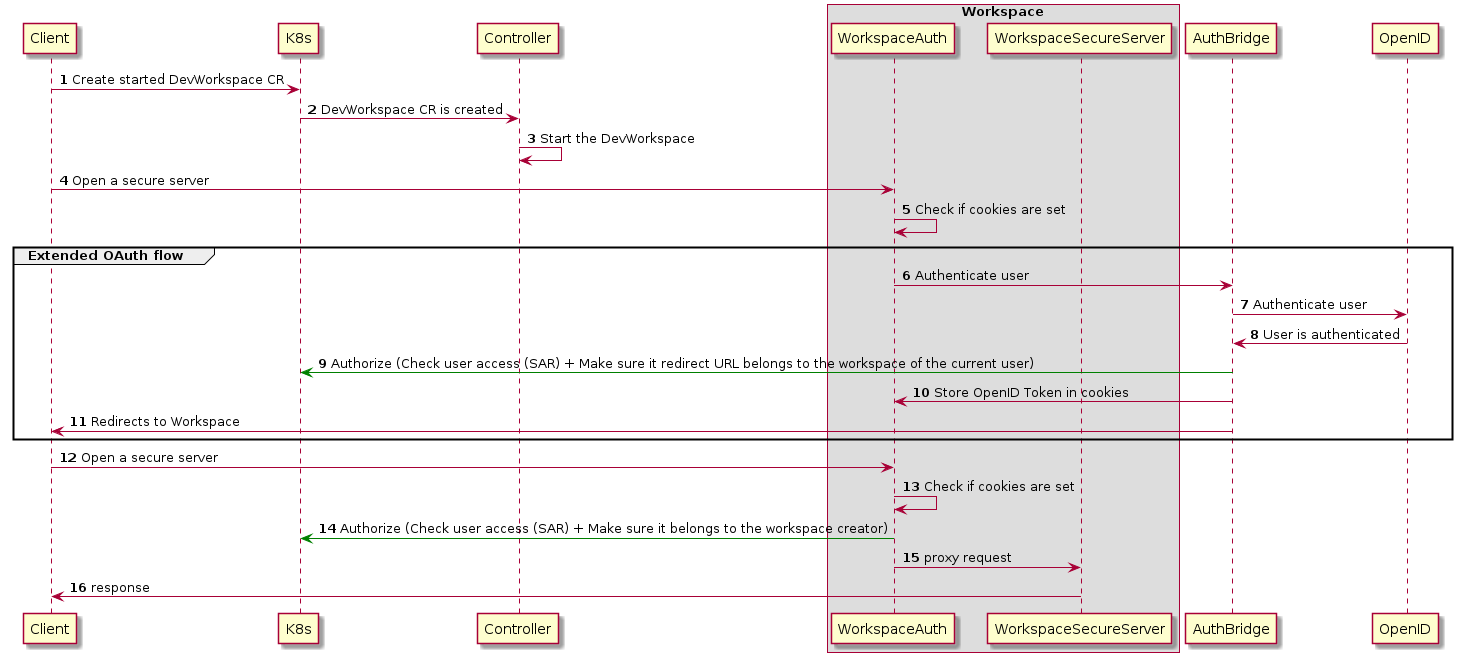 Workspace
Client
K8s
Controller
WorkspaceAuth
WorkspaceSecureServer
AuthBridge
OpenID
1 Create started DevWorkspace CR
2 DevWorkspace CR is created
3 Start the DevWorkspace
4 Open a secure server
5 Check if cookies are set
Extended OAuth flow
6 Authenticate user
7 Authenticate user
8 User is authenticated
9 Authorize (Check user access (SAR) + Make sure it redirect URL belongs to the workspace of the current user)
10 Store OpenID Token in cookies
11 Redirects to Workspace
12 Open a secure server
13 Check if cookies are set
14 Authorize (Check user access (SAR) + Make sure it belongs to the workspace creator)
15 proxy request
16 response
Client
K8s
Controller
WorkspaceAuth
WorkspaceSecureServer
AuthBridge
OpenID